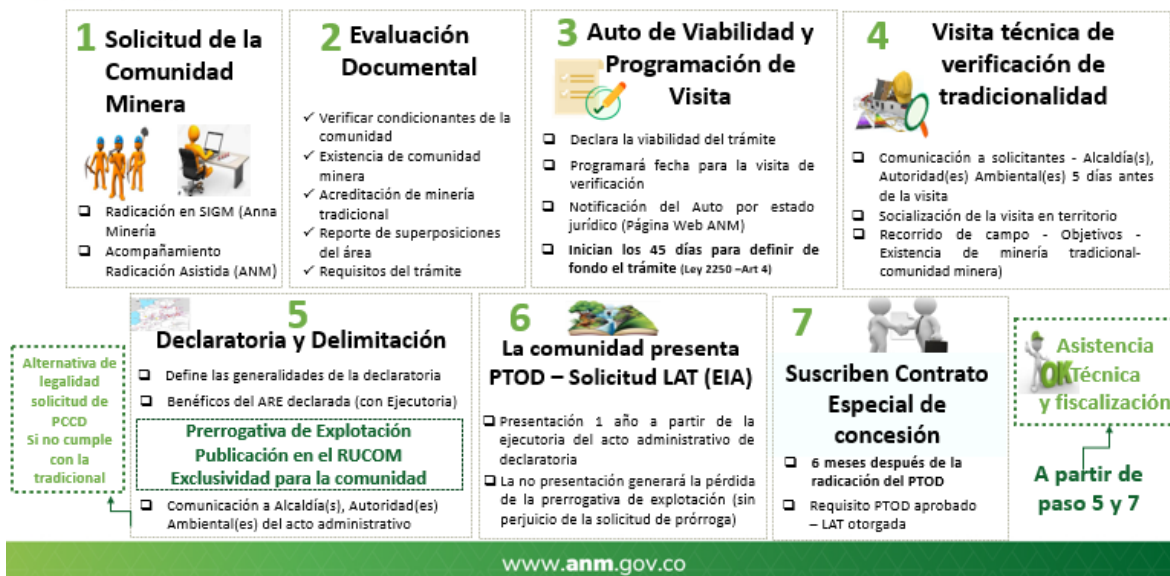 1 Solicitud de la
Comunidad
Minera
❑ Radicación en SIGM (Anna
Minería)
❑ Acompañamiento
Radicación Asistida (ANM)
2 Evaluación
Documental
✓ Verificar condicionantes de la
comunidad
✓ Existencia de comunidad
minera
✓ Acreditación de minería
tradicional
✓ Reporte de superposiciones
del área
✓ Requisitos del trámite
3 Auto de Viabilidad y
Programación de
Visita
❑ Declara la viabilidad del trámite
❑ Programará fecha para la visita de
verificación
❑ Notificación del Auto por estado
jurídico (Página Web ANM)
❑ Inician los 45 días para definir de
fondo el trámite (Ley 2250 –Art 4)
4 Visita técnica de
verificación de
tradicionalidad
❑ Comunicación a solicitantes - Alcaldía(s),
Autoridad(es) Ambiental(es) 5 días antes
de la visita
❑ Socialización de la visita en territorio
❑ Recorrido de campo - Objetivos -
Existencia de minería tradicional-
comunidad minera)
Alternativa de
legalidad
solicitud de
PCCD
Si no cumple
con la
tradicional
5
Declaratoria y Delimitación
❑ Define las generalidades de la declaratoria
❑ Benéficos del ARE declarada (con Ejecutoria)
Prerrogativa de Explotación
Publicación en el RUCOM
Exclusividad para la comunidad
❑ Comunicación a Alcaldía(s), Autoridad(es)
Ambiental(es) del acto administrativo
6
La comunidad presenta
PTOD – Solicitud LAT (EIA)
❑ Presentación 1 año a partir de la
ejecutoria del acto administrativo de
declaratoria
❑ La no presentación generará la pérdida
de la prerrogativa de explotación (sin
perjuicio de la solicitud de prórroga)
7
Suscriben Contrato
Especial de
concesión
❑ 6 meses después de la
radicación del PTOD
❑ Requisito PTOD aprobado
– LAT otorgada
OK
Asistencia
Técnica
y fiscalización
A partir de
paso 5 y 7
www.anm.gov.co